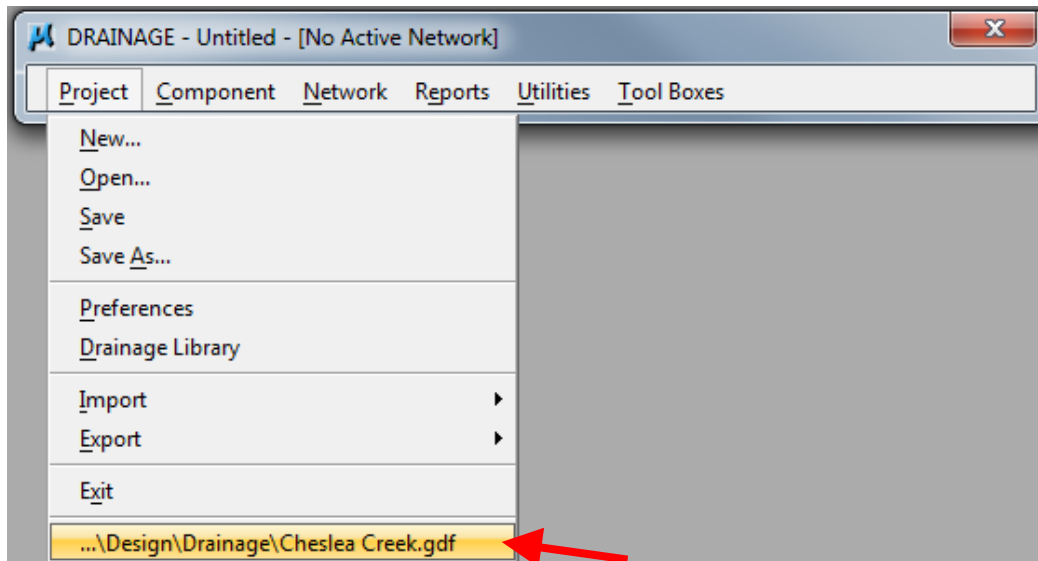 DRAINAGE - Untitled - [No Active Network]
Project Component Network Reports Utilities Tool Boxes
New...
Open...
Save
Save As...
Preferences
Drainage Library
Import
Export
Exit
...\Design\Drainage\Cheslea Creek.gdf